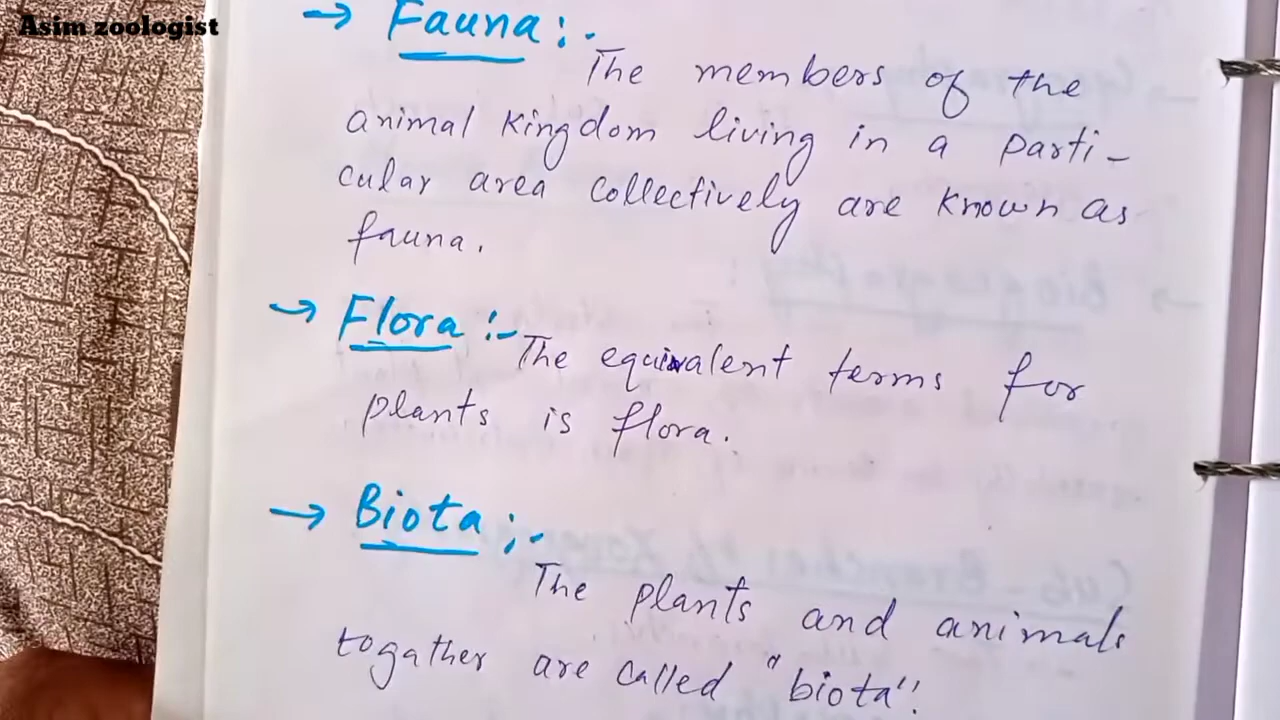 Asim zoologist
→ Fauna :-
The members of the
animal kingdom living in a parti-
cular area collectively are known as
fauna.
→ Flora :-
The equivalent terms for
plants is flora.
→ Biota :-
The plants and animals
togather are called "biota".